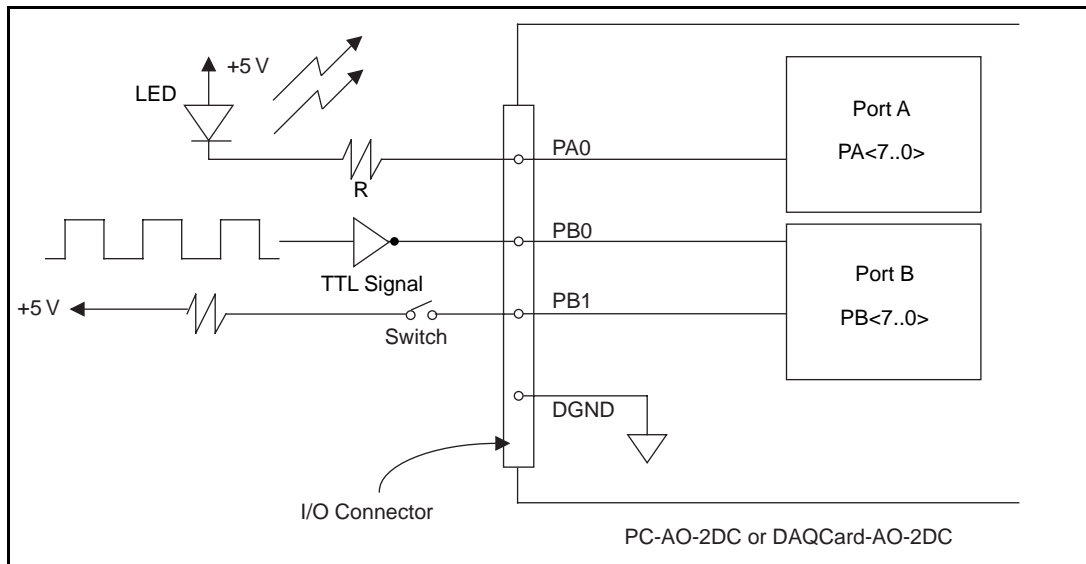 +5 V
LED
Port A
PA<7..0>
PA0
R
PB0
TTL Signal
Port B
PB<7..0>
+5 V
PB1
Switch
DGND
I/O Connector
PC-AO-2DC or DAQCard-AO-2DC